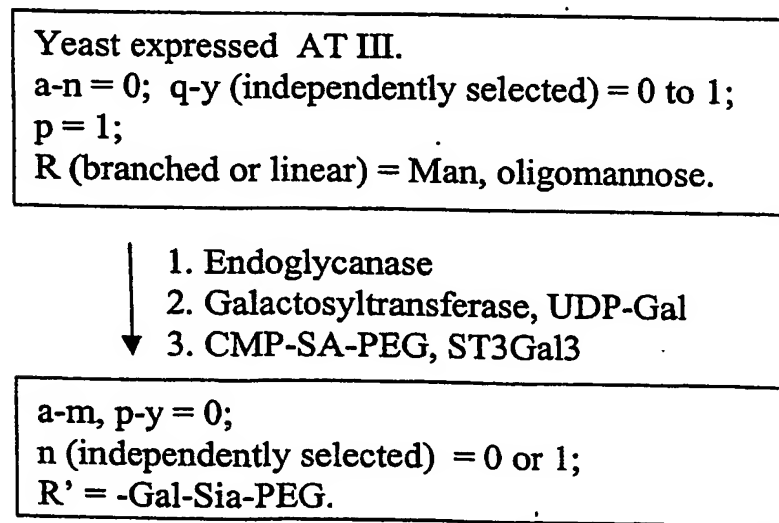 Yeast expressed AT III.
a-n = 0; q-y (independently selected) = 0 to 1;
p = 1;
R (branched or linear) = Man, oligomannose.
1. Endoglycanase
2. Galactosyltransferase, UDP-Gal
3. CMP-SA-PEG, ST3Gal3
a-m, p-y = 0;
n (independently selected) = 0 or 1;
R' = -Gal-Sia-PEG.